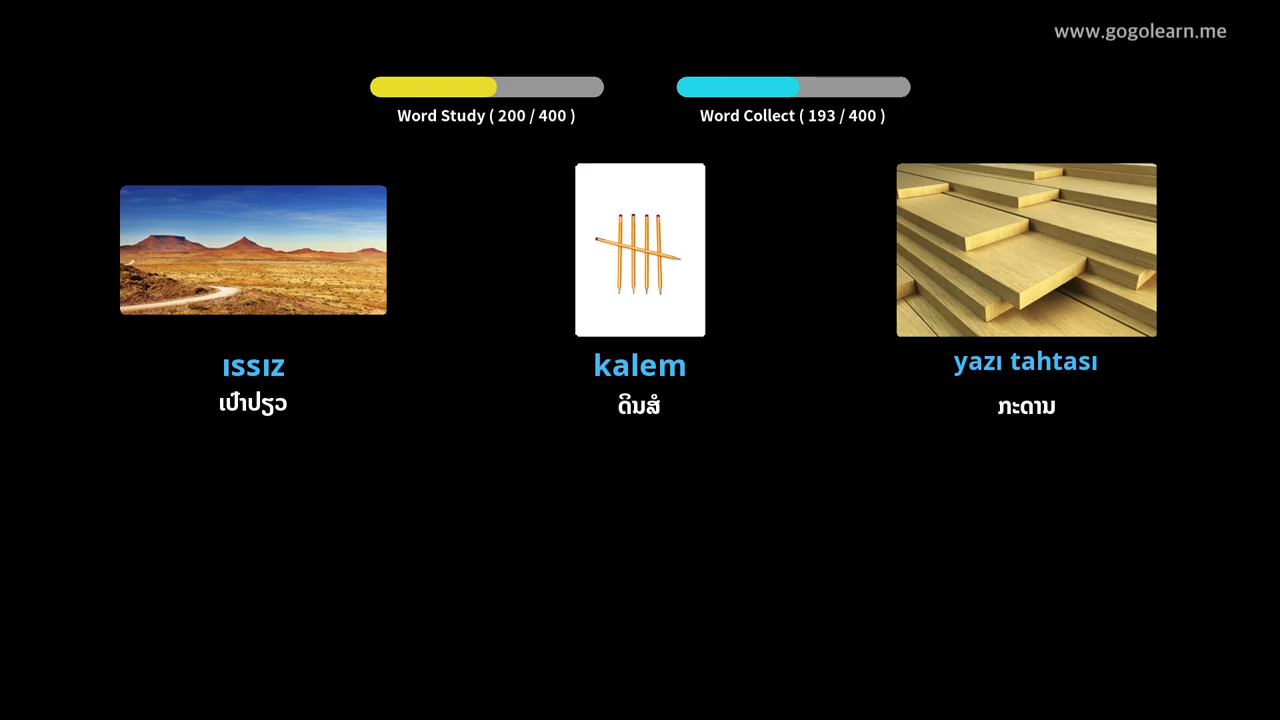 www.gogolearn.me
Word Study ( 200 / 400 )
Word Collect ( 193 / 400 )
ıssız
kalem
yazı tahtası
ເປົ່າປຽວ
ດິນສໍ
ກະດານ